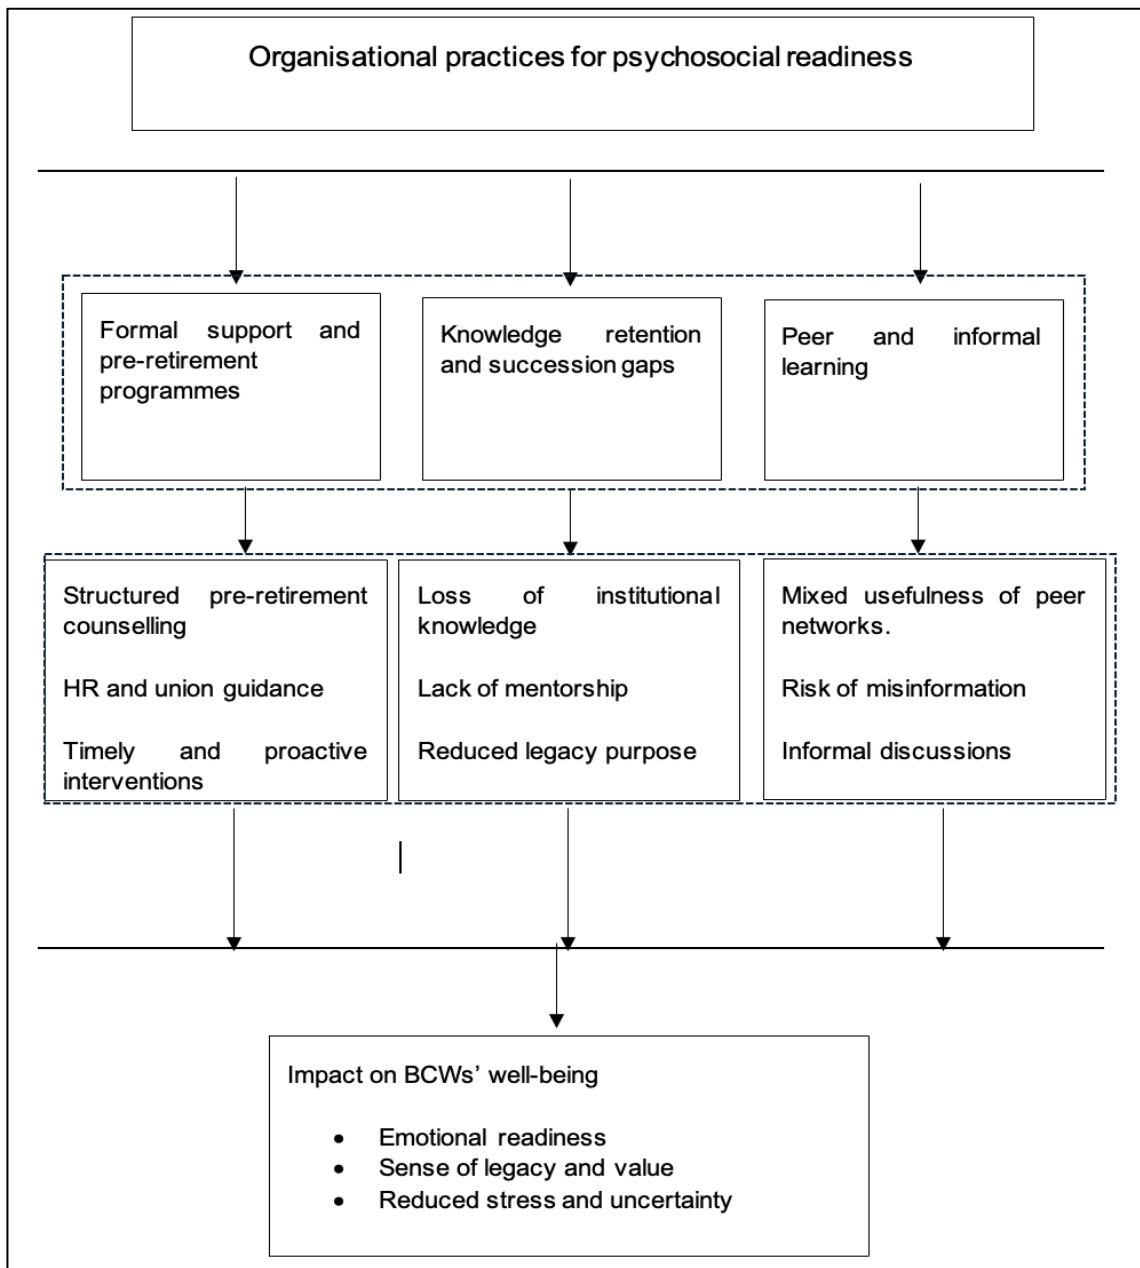 Organisational practices for psychosocial readiness
Formal support and
pre-retirement
programmes
Knowledge retention
and succession gaps
Peer and informal
learning
Structured pre-retirement
counselling
HR and union guidance
Timely and proactive
interventions
Loss of institutional
knowledge
Lack of mentorship
Reduced legacy purpose
Mixed usefulness of peer
networks.
Risk of misinformation
Informal discussions
Impact on BCWs’ well-being
• Emotional readiness
• Sense of legacy and value
• Reduced stress and uncertainty